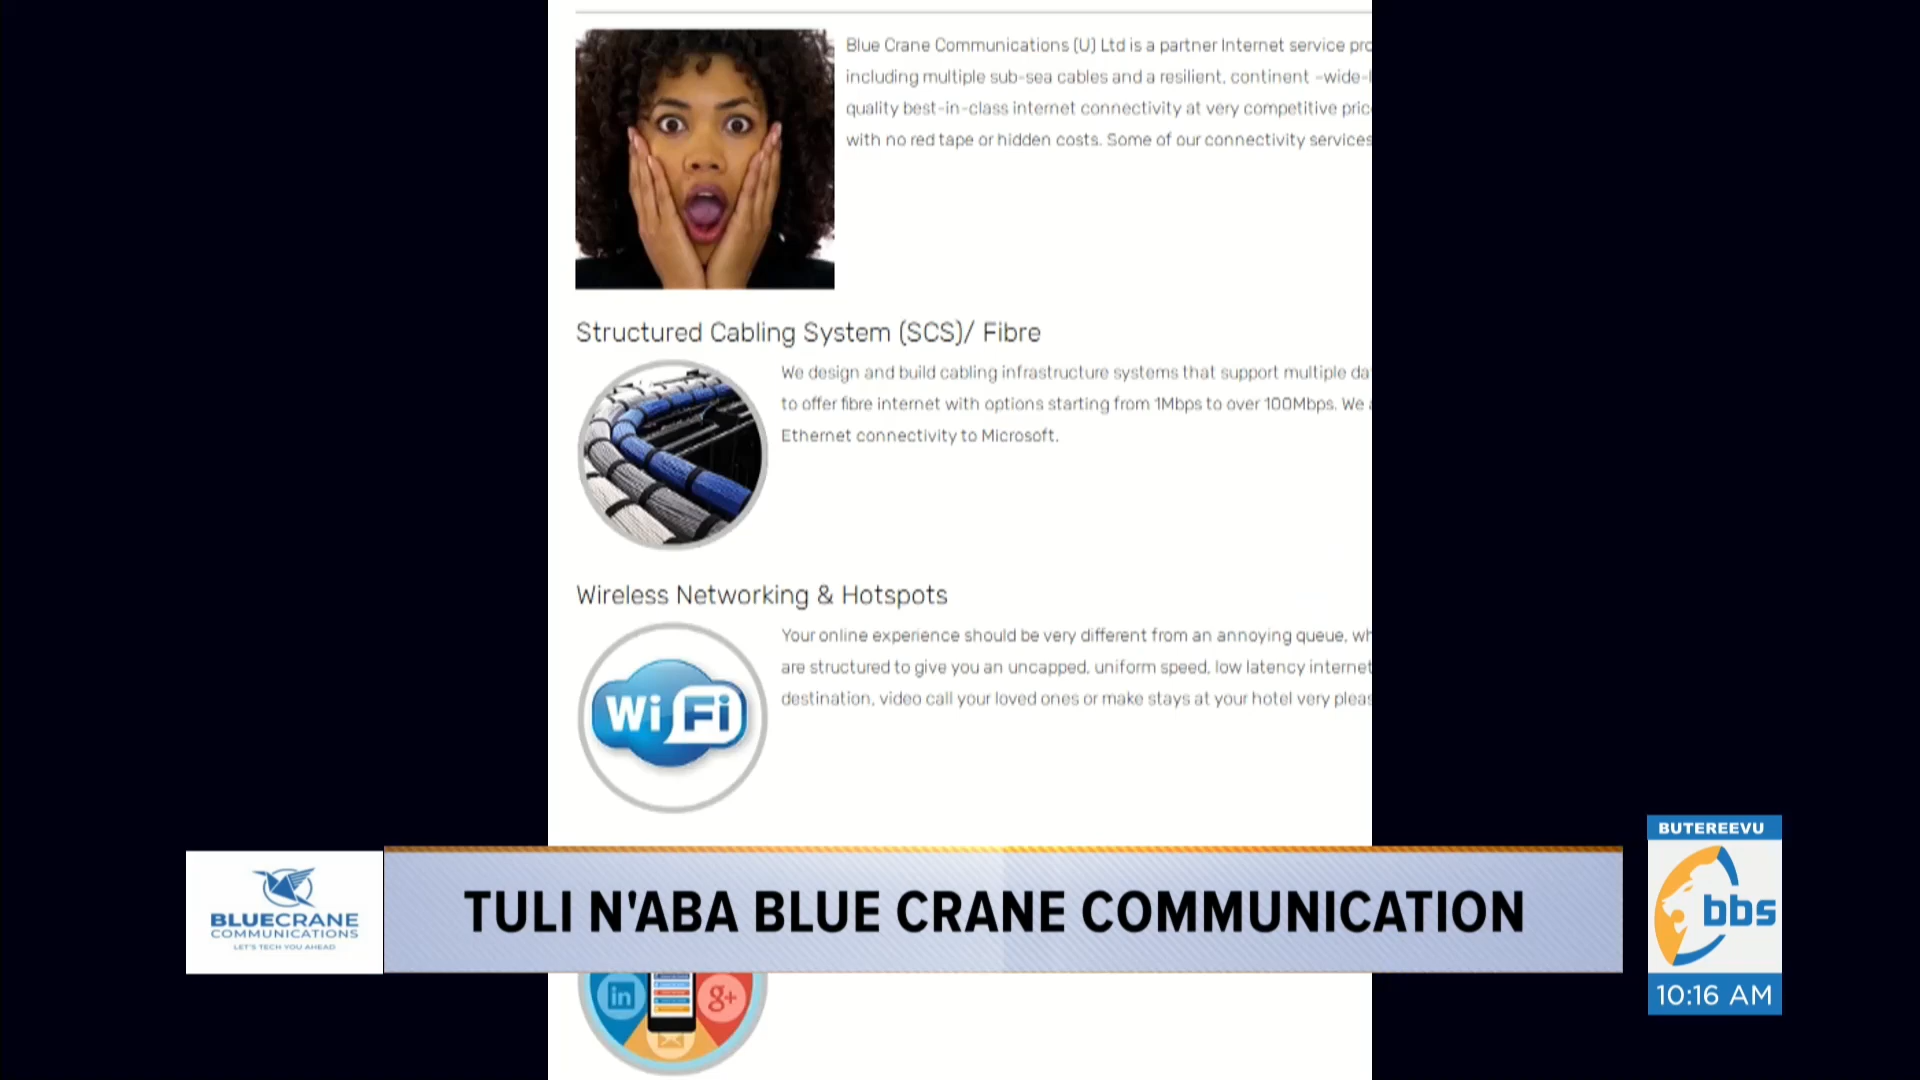 Blue Crane Communications (U) Ltd is a partner Internet service pro
including multiple sub-sea cables and a resilient, continent -wide-
quality best-in-class internet connectivity at very competitive pric
with no red tape or hidden costs. Some of our connectivity services
Structured Cabling System (SCS)/ Fibre
We design and build cabling infrastructure systems that support multiple da
to offer fibre internet with options starting from 1Mbps to over 100Mbps. We
Ethernet connectivity to Microsoft.
Wireless Networking & Hotspots
Your online experience should be very different from an annoying queue, wh
are structured to give you an uncapped, uniform speed, low latency internet
destination, video call your loved ones or make stays at your hotel very pleas
WiFi
BLUECRANE
COMMUNICATIONS
LET'S TECH YOU AHEAD
TULI N'ABA BLUE CRANE COMMUNICATION
BUTEREEVU
bbs
10:16 AM
in
g+